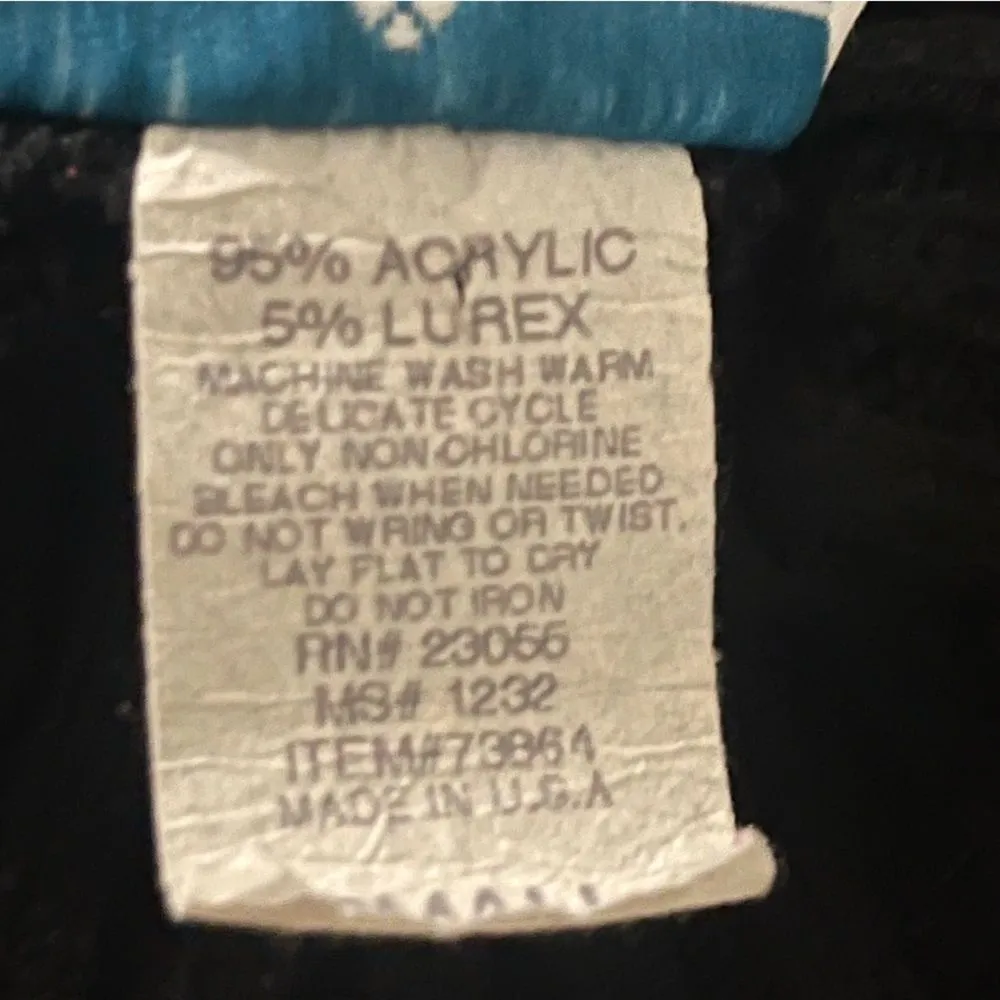 95% ACRYLIC
5% LUREX
MACHINE WASH WARM
DELICATE CYCLE
ONLY NON-CHLORINE
BLEACH WHEN NEEDED
DO NOT WRING OR TWIST.
LAY FLAT TO DRY
DO NOT IRON
RN# 23055
MS# 1232
ITEM#73864
MADE IN U.S.A